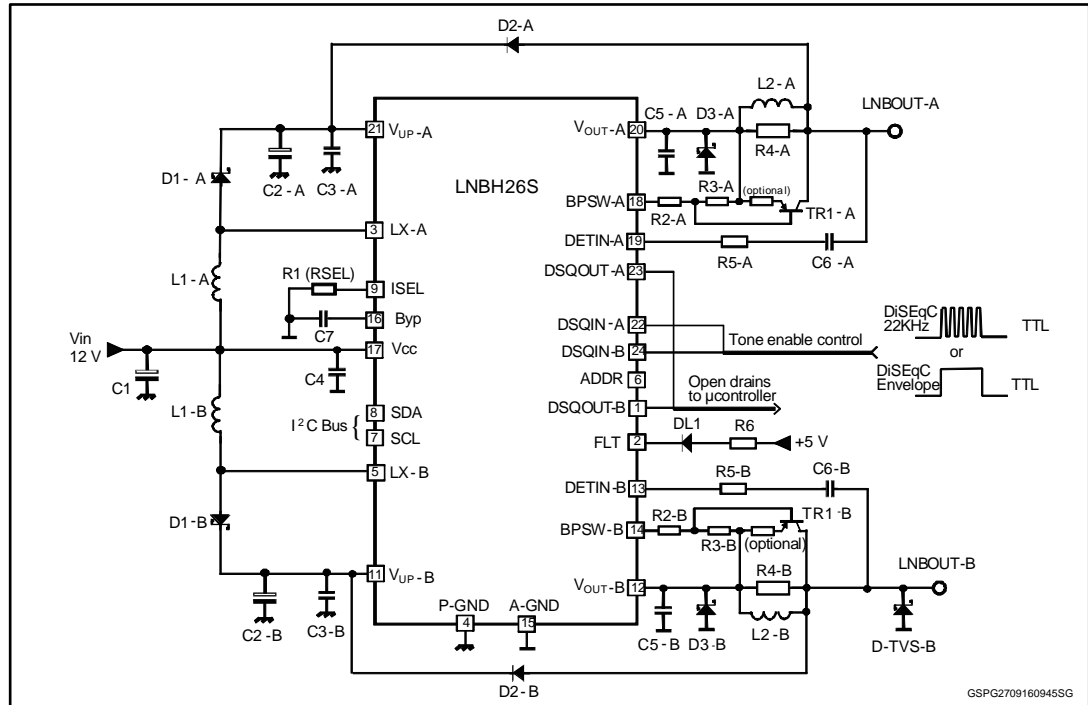 D2-A
L2 - A
LNBOUT-A
C5 - A
D3 - A
21 VUP-A
VOUT-A 20
R4-A
D1 - A
C2 - A
C3 - A
LNBH26S
R3-A
(optional)
BPSW-A 18
R2-A
TR1 - A
3 LX-A
DETIN-A 19
R5-A
C6 - A
DSQOUT-A 23
L1 - A
R1 (RSEL)
9 ISEL
DiSEqC
22KHz
TTL
16 Byp
DSQIN -A 22
C7
Tone enable control
or
Vin
12 V
17 Vcc
DSQIN-B 24
DiSEqC
Envelope
TTL
C1
C4
ADDR 6
Open drains
to µcontroller
L1-B
8 SDA
DSQOUT-B 1
I²C Bus {
7 SCL
FLT 2
DL1
R6
+5 V
5 LX-B
R5-B
C6-B
DETIN-B 13
D1-B
R2-B
TR1 -B
BPSW-B 14
R3-B
(optional)
LNBOUT-B
R4-B
11 VUP-B
VOUT-B 12
P-GND
4
A-GND
15
C2 - B
C3-B
C5 - B
D3 -B
L2 - B
D-TVS-B
D2 - B
GSPG2709160945SG